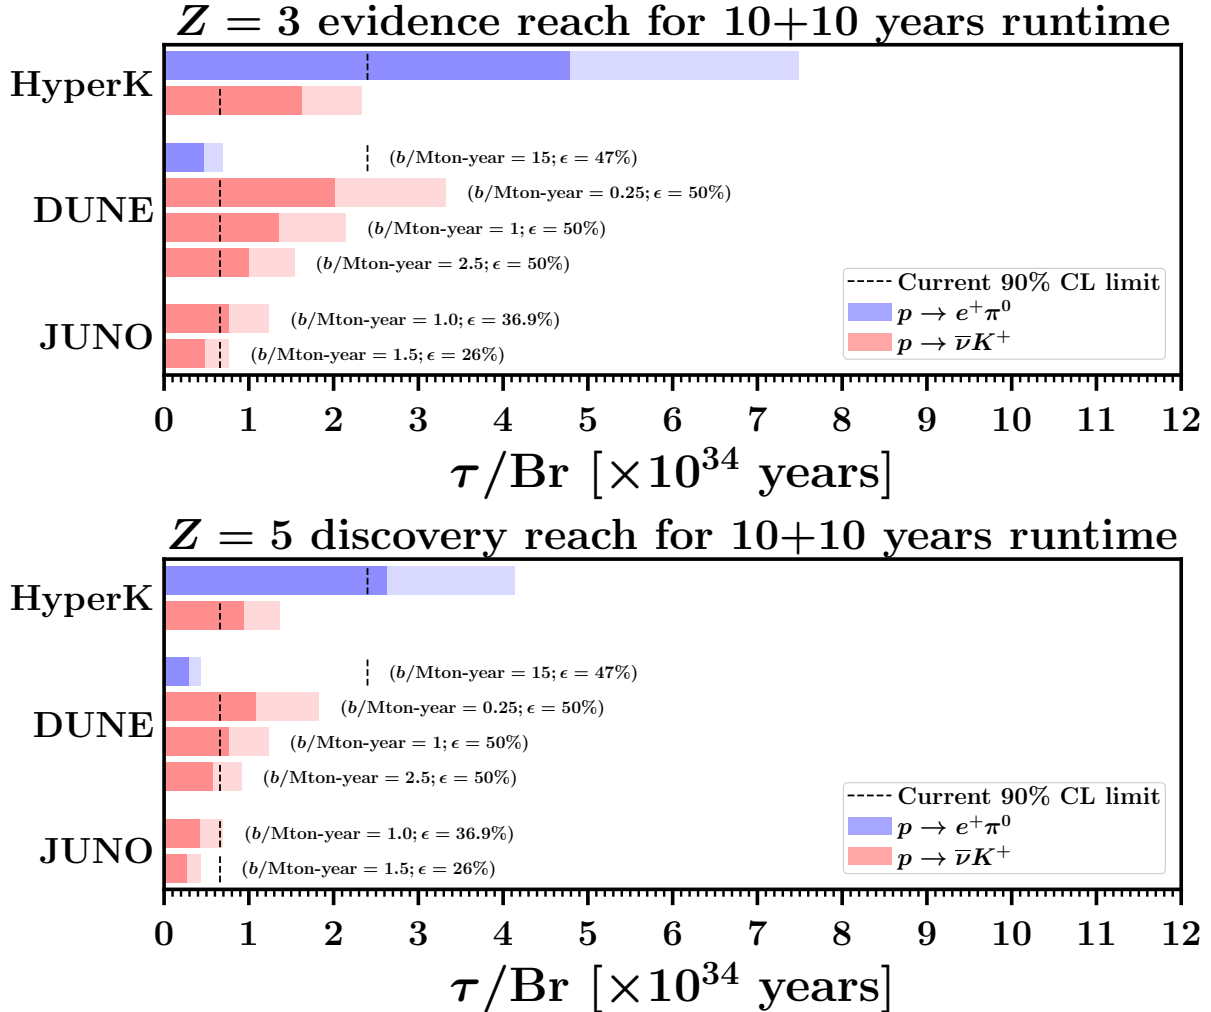 Z = 3 evidence reach for 10+10 years runtime
HyperK
(b/Mton-year = 15; ϵ = 47%)
(b/Mton-year = 0.25; ϵ = 50%)
DUNE
(b/Mton-year = 1; ϵ = 50%)
(b/Mton-year = 2.5; ϵ = 50%)
(b/Mton-year = 1.0; ϵ = 36.9%)
JUNO
(b/Mton-year = 1.5; ϵ = 26%)
Current 90% CL limit
p → e⁺π⁰
p → ν̅K⁺
0 1 2 3 4 5 6 7 8 9 10 11 12
τ/Br [×10³⁴ years]
Z = 5 discovery reach for 10+10 years runtime
HyperK
(b/Mton-year = 15; ϵ = 47%)
(b/Mton-year = 0.25; ϵ = 50%)
DUNE
(b/Mton-year = 1; ϵ = 50%)
(b/Mton-year = 2.5; ϵ = 50%)
(b/Mton-year = 1.0; ϵ = 36.9%)
JUNO
(b/Mton-year = 1.5; ϵ = 26%)
Current 90% CL limit
p → e⁺π⁰
p → ν̅K⁺
0 1 2 3 4 5 6 7 8 9 10 11 12
τ/Br [×10³⁴ years]